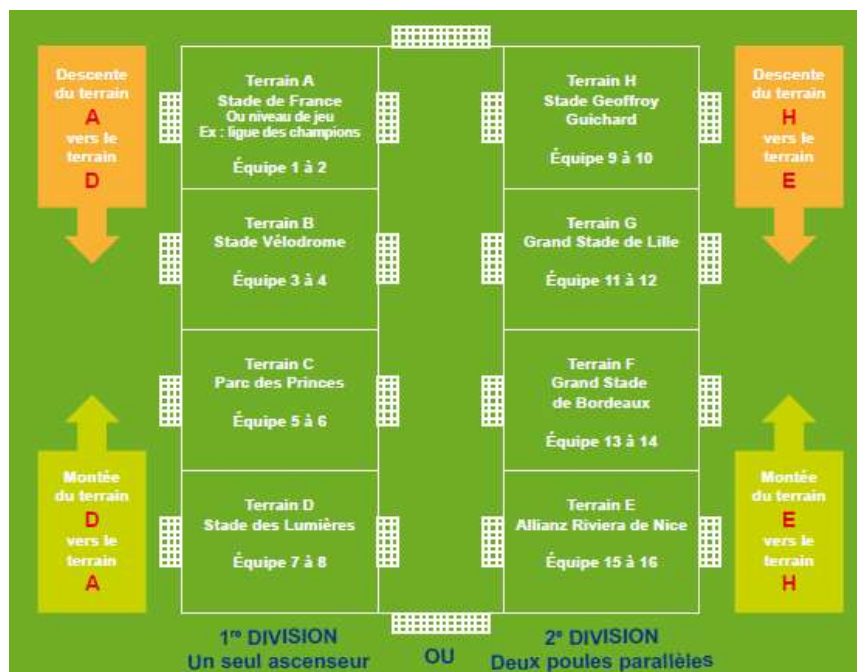 Descente
du terrain
A
vers le
terrain
D
Terrain A
Stade de France
Ou niveau de jeu
Ex : ligue des champions
Équipe 1 à 2
Terrain H
Stade Geoffroy
Guichard
Équipe 9 à 10
Descente
du terrain
H
vers le
terrain
E
Terrain B
Stade Vélodrome
Équipe 3 à 4
Terrain G
Grand Stade de Lille
Équipe 11 à 12
Terrain C
Parc des Princes
Équipe 5 à 6
Terrain F
Grand Stade
de Bordeaux
Équipe 13 à 14
Montée
du terrain
D
vers le
terrain
A
Terrain D
Stade des Lumières
Équipe 7 à 8
Terrain E
Allianz Riviera de Nice
Équipe 15 à 16
Montée
du terrain
E
vers le
terrain
H
1re DIVISION
Un seul ascenseur
OU
2e DIVISION
Deux poules parallèles